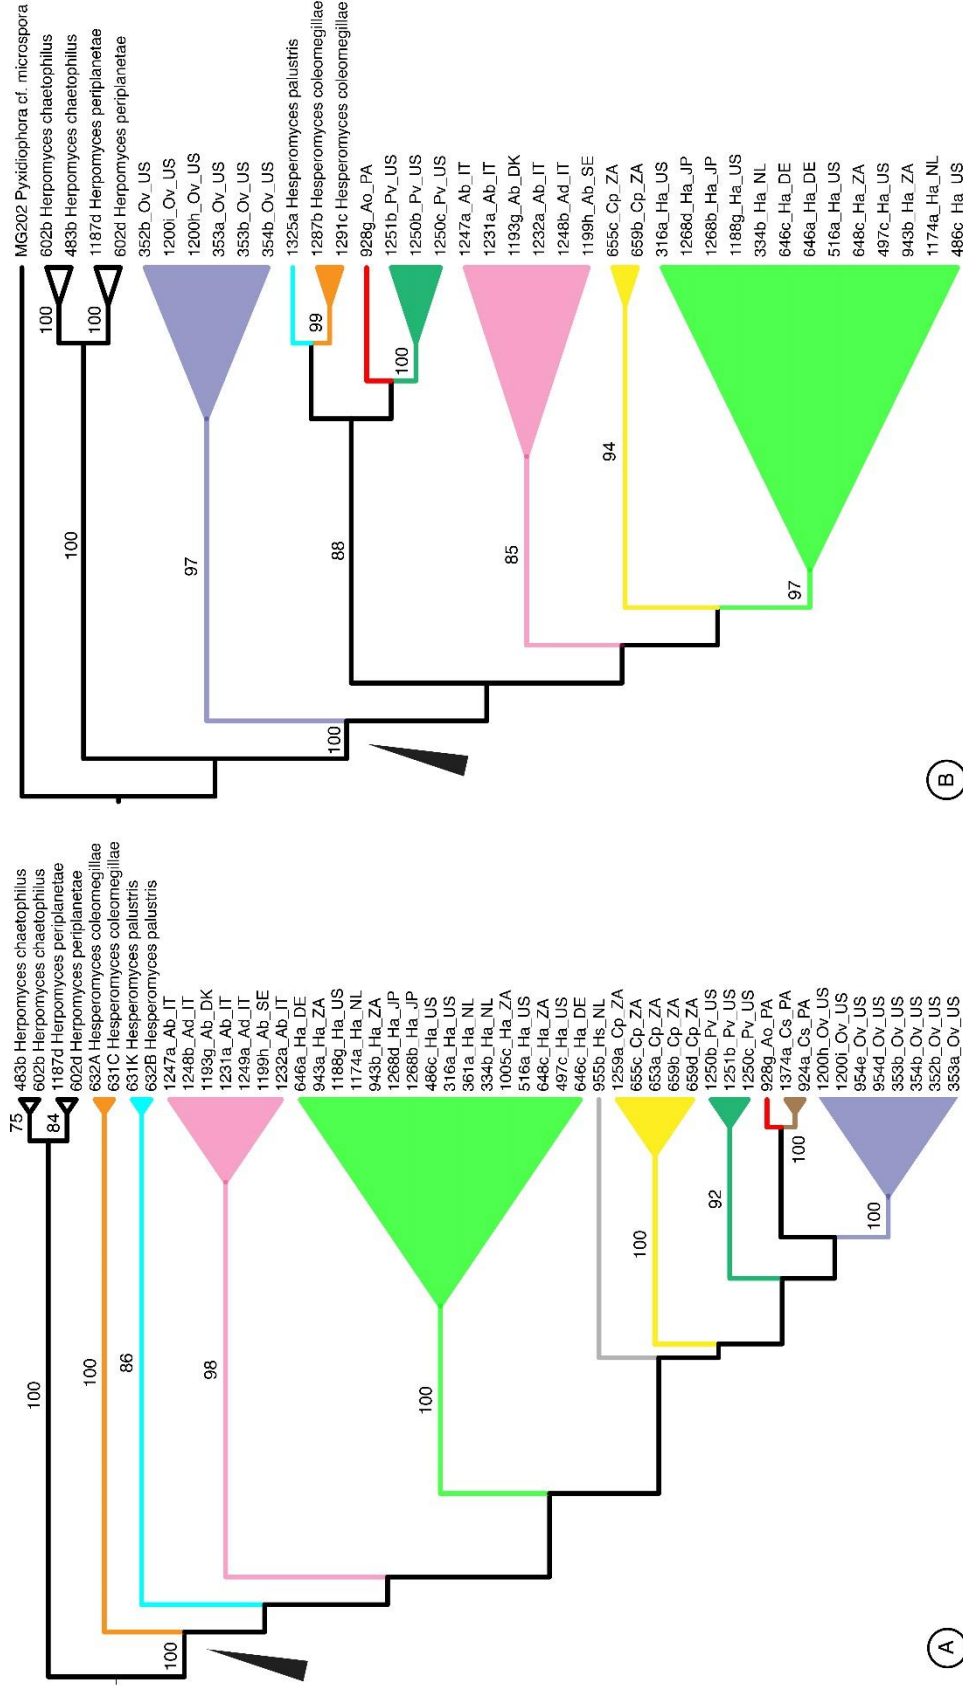 483b Herpomyces chaetophilus
602b Herpomyces chaetophilus
1187d Herpomyces periplanetae
602d Herpomyces periplanetae
632A Hesperomyces coleomegillae
631C Hesperomyces coleomegillae
631K Hesperomyces palustris
632B Hesperomyces palustris
1247a_Ab_IT
1248b_Ad_IT
1193g_Ab_DK
1231a_Ab_IT
1249a_Ad_IT
1199h_Ab_SE
1232a_Ab_IT
646a_Ha_DE
943a_Ha_ZA
1188g_Ha_US
1174a_Ha_NL
943b_Ha_ZA
1268d_Ha_JP
1268b_Ha_JP
486c_Ha_US
316a_Ha_US
361a_Ha_NL
334b_Ha_NL
1005c_Ha_ZA
516a_Ha_US
648c_Ha_ZA
497c_Ha_US
646c_Ha_DE
955b_Hs_NL
1259a_Cp_ZA
655c_Cp_ZA
653a_Cp_ZA
659b_Cp_ZA
659d_Cp_ZA
1250b_Pv_US
1251b_Pv_US
1250c_Pv_US
928g_Ao_PA
1374a_Cs_PA
924a_Cs_PA
1200h_Ov_US
1200i_Ov_US
954e_Ov_US
954d_Ov_US
353b_Ov_US
354b_Ov_US
352b_Ov_US
353a_Ov_US
75
84
100
100
86
98
100
100
100
92
100
100
A
MG202 Pyxidiophora cf. microspora
602b Herpomyces chaetophilus
483b Herpomyces chaetophilus
1187d Herpomyces periplanetae
602d Herpomyces periplanetae
352b_Ov_US
1200i_Ov_US
1200h_Ov_US
353a_Ov_US
353b_Ov_US
354b_Ov_US
1325a Hesperomyces palustris
1287b Hesperomyces coleomegillae
1291c Hesperomyces coleomegillae
928g_Ao_PA
1251b_Pv_US
1250b_Pv_US
1250c_Pv_US
1247a_Ab_IT
1231a_Ab_IT
1193g_Ab_DK
1232a_Ab_IT
1248b_Ad_IT
1199h_Ab_SE
655c_Cp_ZA
659b_Cp_ZA
316a_Ha_US
1268d_Ha_JP
1268b_Ha_JP
1188g_Ha_US
334b_Ha_NL
646c_Ha_DE
646a_Ha_DE
516a_Ha_US
648c_Ha_ZA
497c_Ha_US
943b_Ha_ZA
1174a_Ha_NL
486c_Ha_US
100
100
100
97
99
100
88
85
94
97
100
B